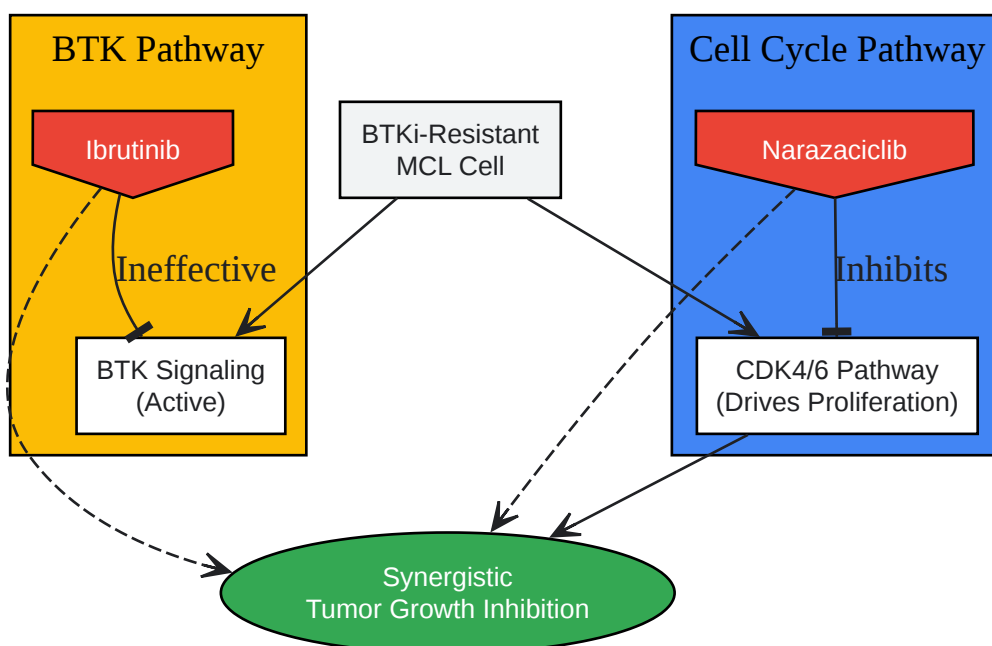 BTK Pathway
Cell Cycle Pathway
Ibrutinib
BTKi-Resistant
MCL Cell
Narazaciclib
Ineffective
Inhibits
BTK Signaling
(Active)
CDK4/6 Pathway
(Drives Proliferation)
Synergistic
Tumor Growth Inhibition